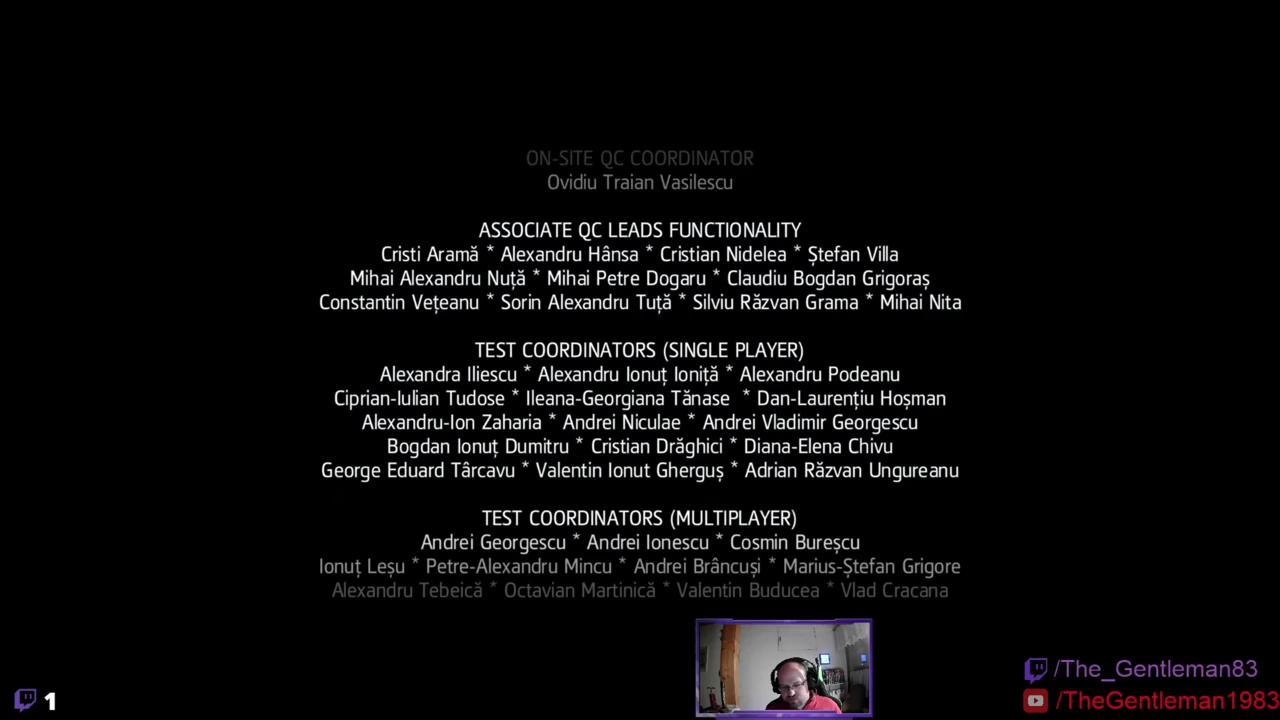 ON-SITE QC COORDINATOR
Ovidiu Traian Vasilescu
ASSOCIATE QC LEADS FUNCTIONALITY
Cristi Aramă * Alexandru Hânsa * Cristian Nidelea * Ștefan Villa
Mihai Alexandru Nuță * Mihai Petre Dogaru * Claudiu Bogdan Grigoraș
Constantin Vețeanu * Sorin Alexandru Tuță * Silviu Răzvan Grama * Mihai Nita
TEST COORDINATORS (SINGLE PLAYER)
Alexandra Iliescu * Alexandru Ionuț Ioniță * Alexandru Podeanu
Ciprian-Iulian Tudose * Ileana-Georgiana Tănase * Dan-Laurențiu Hoșman
Alexandru-Ion Zaharia * Andrei Niculae * Andrei Vladimir Georgescu
Bogdan Ionuț Dumitru * Cristian Drăghici * Diana-Elena Chivu
George Eduard Târcavu * Valentin Ionut Gherguș * Adrian Răzvan Ungureanu
TEST COORDINATORS (MULTIPLAYER)
Andrei Georgescu * Andrei Ionescu * Cosmin Bureșcu
Ionuț Leșu * Petre-Alexandru Mincu * Andrei Brâncuși * Marius-Ștefan Grigore
Alexandru Tebeică * Octavian Martinică * Valentin Buducea * Vlad Cracana
/The_Gentleman83
1
/TheGentleman1983